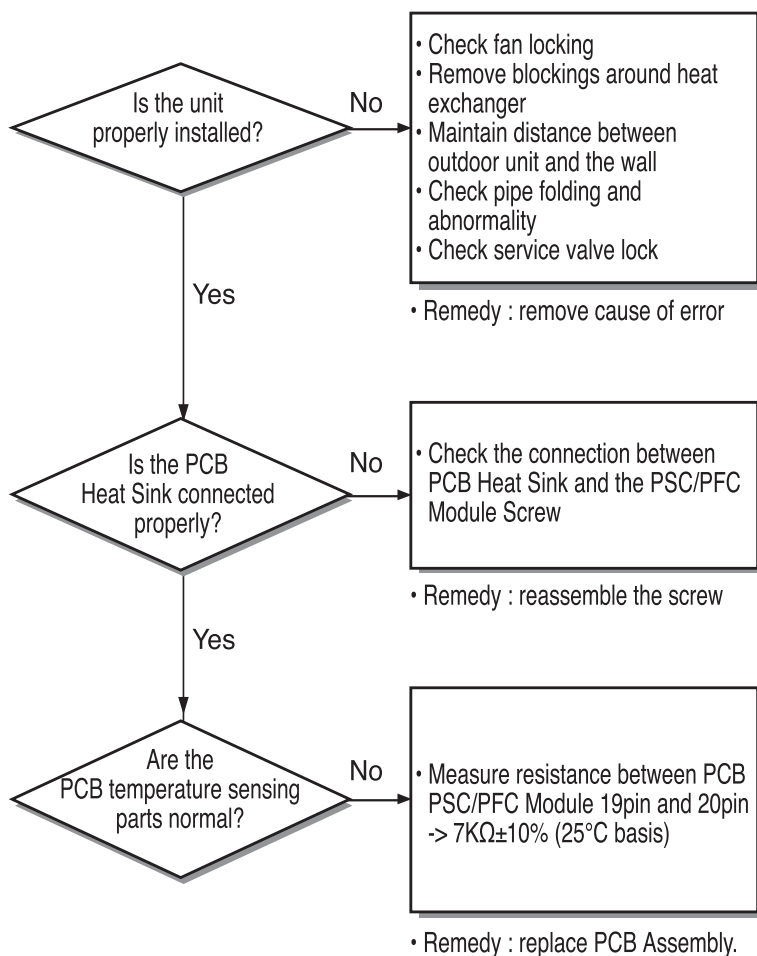 Is the unit
properly installed?
No
• Check fan locking
• Remove blockings around heat
exchanger
• Maintain distance between
outdoor unit and the wall
• Check pipe folding and
abnormality
• Check service valve lock
• Remedy : remove cause of error
Yes
Is the PCB
Heat Sink connected
properly?
No
• Check the connection between
PCB Heat Sink and the PSC/PFC
Module Screw
• Remedy : reassemble the screw
Yes
Are the
PCB temperature sensing
parts normal?
No
• Measure resistance between PCB
PSC/PFC Module 19pin and 20pin
-> 7KΩ±10% (25°C basis)
• Remedy : replace PCB Assembly.